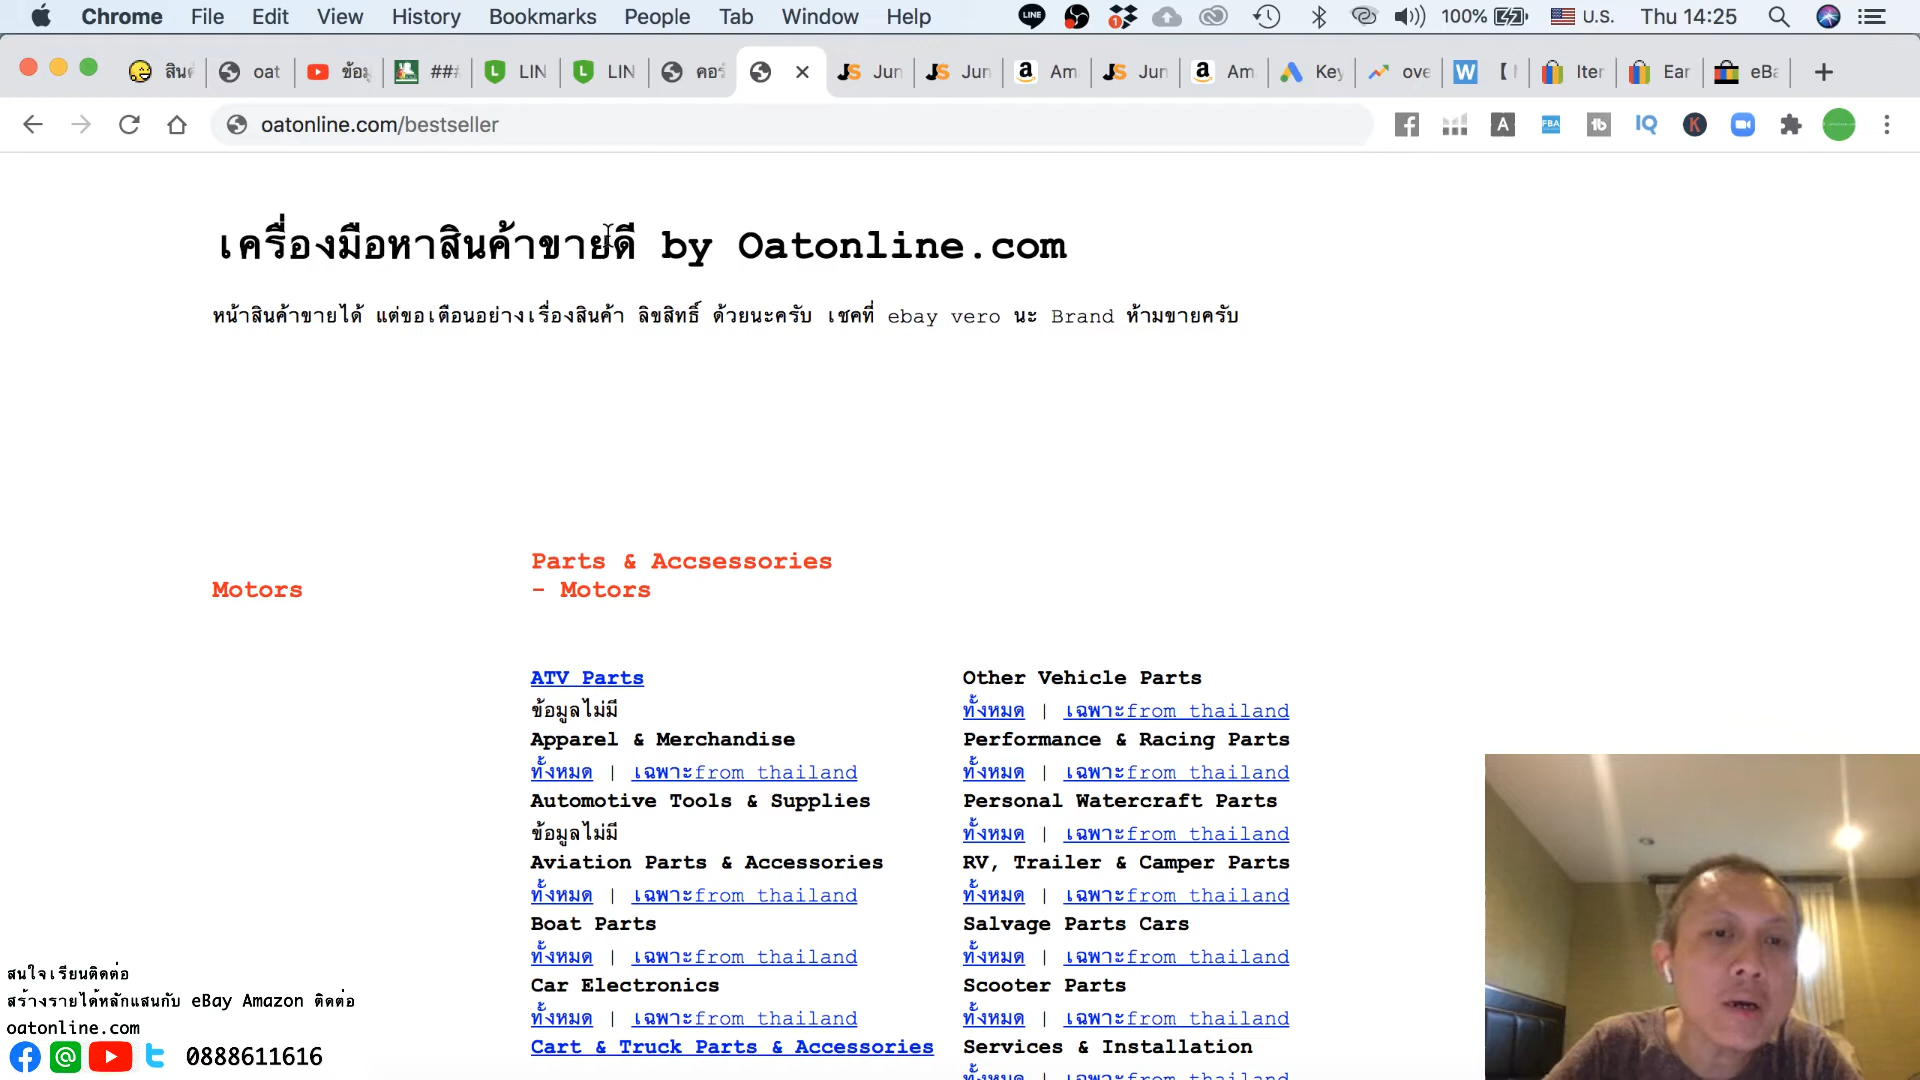 Chrome File Edit View History Bookmarks People Tab Window Help LINE 1 100% U.S. Thu 14:25
oat LIN LIN Jun Jun Am Jun Am Key ove Iter Ear eBa
oatonline.com/bestseller
เครื่องมือหาสินค้าขายดี by Oatonline.com
หน้าสินค้าขายได้ แต่ขอเตือนอย่างเรื่องสินค้า ลิขสิทธิ์ ด้วยนะครับ เชคที่ ebay vero นะ Brand ห้ามขายครับ
Motors
Parts & Accsessories
- Motors
ATV Parts
ข้อมูลไม่มี
Apparel & Merchandise
ทั้งหมด | เฉพาะfrom thailand
Automotive Tools & Supplies
ข้อมูลไม่มี
Aviation Parts & Accessories
ทั้งหมด | เฉพาะfrom thailand
Boat Parts
ทั้งหมด | เฉพาะfrom thailand
Car Electronics
ทั้งหมด | เฉพาะfrom thailand
Cart & Truck Parts & Accessories
Other Vehicle Parts
ทั้งหมด | เฉพาะfrom thailand
Performance & Racing Parts
ทั้งหมด | เฉพาะfrom thailand
Personal Watercraft Parts
ทั้งหมด | เฉพาะfrom thailand
RV, Trailer & Camper Parts
ทั้งหมด | เฉพาะfrom thailand
Salvage Parts Cars
ทั้งหมด | เฉพาะfrom thailand
Scooter Parts
ทั้งหมด | เฉพาะfrom thailand
Services & Installation
ทั้งหมด | เฉพาะfrom thailand
สนใจเรียนติดต่อ
สร้างรายได้หลักแสนกับ eBay Amazon ติดต่อ
oatonline.com
0888611616